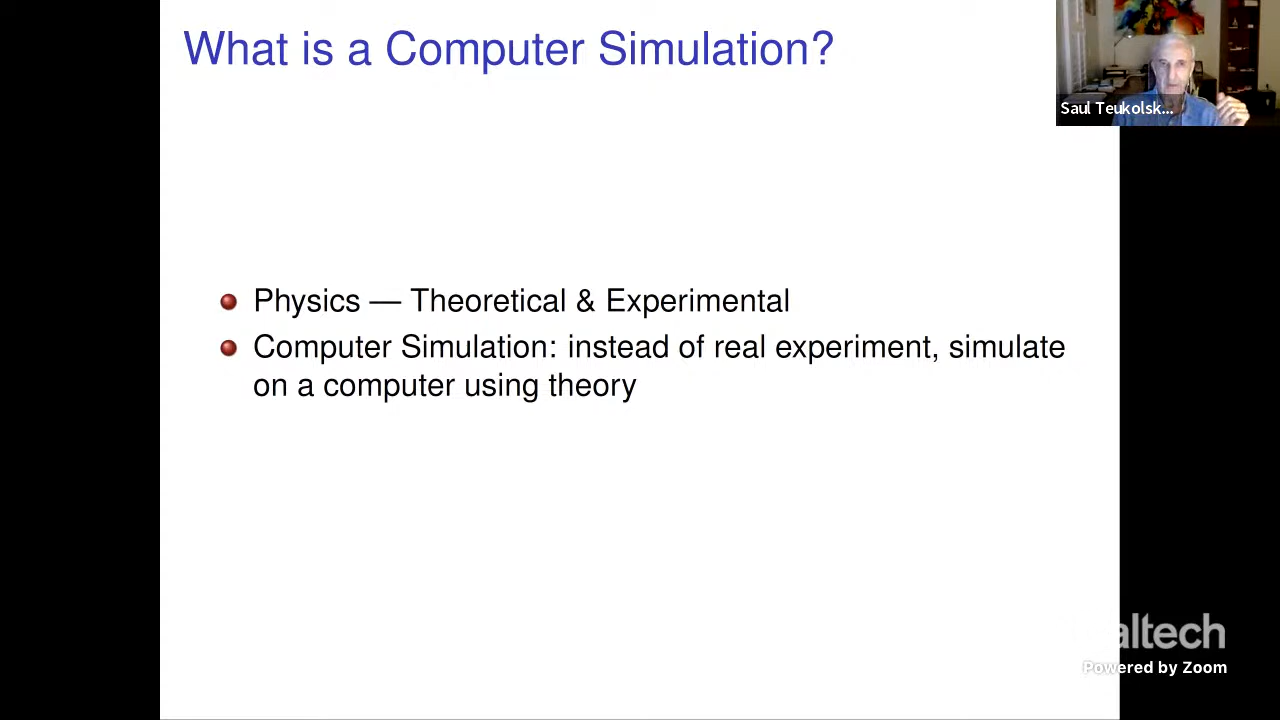 What is a Computer Simulation?
Saul Teukolsk...
Physics — Theoretical & Experimental
Computer Simulation: instead of real experiment, simulate
on a computer using theory
altech
Powered by Zoom